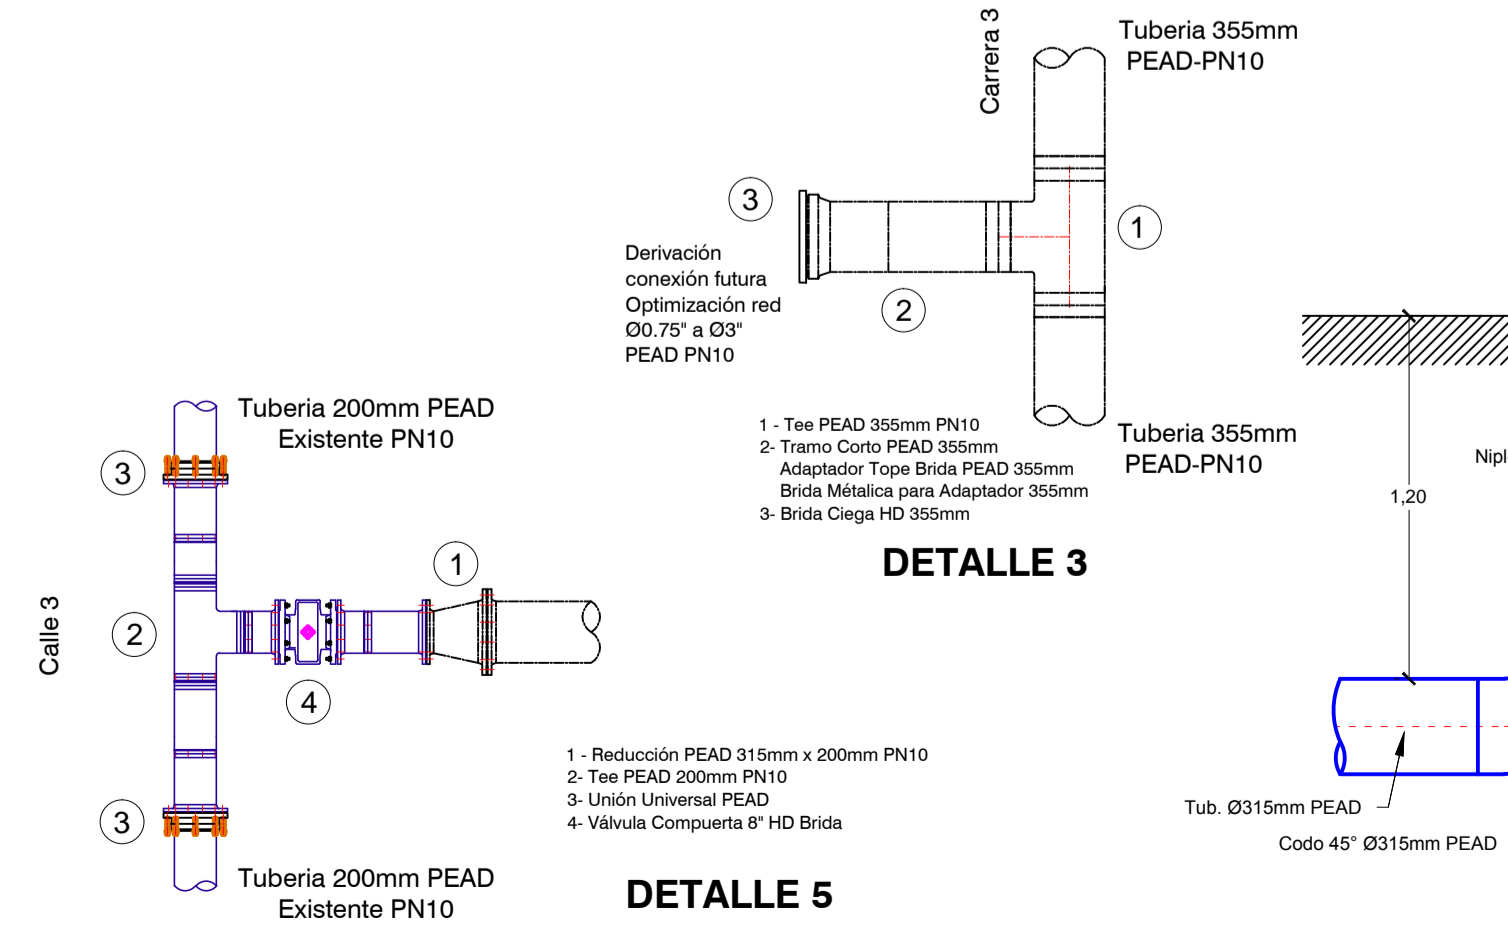 Carrera 3
Tuberia 355mm
PEAD-PN10
3
1
Derivación
conexión futura
Optimización red
Ø0.75" a Ø3"
PEAD PN10
2
1 - Tee PEAD 355mm PN10
2- Tramo Corto PEAD 355mm
Adaptador Tope Brida PEAD 355mm
Brida Métalica para Adaptador 355mm
3- Brida Ciega HD 355mm
Tuberia 355mm
PEAD-PN10
DETALLE 3
Tuberia 200mm PEAD
Existente PN10
3
1
Calle 3
2
4
3
1 - Reducción PEAD 315mm x 200mm PN10
2- Tee PEAD 200mm PN10
3- Unión Universal PEAD
4- Válvula Compuerta 8" HD Brida
Tuberia 200mm PEAD
Existente PN10
DETALLE 5
Nipl
1,20
Tub. Ø315mm PEAD
Codo 45° Ø315mm PEAD